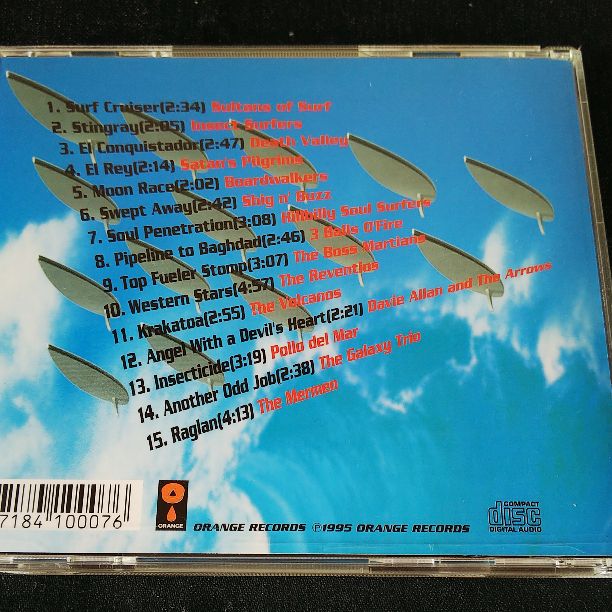 1. Surf Cruiser(2:34) Sultans of Surf
2. Stingray(2:05) Insect Surfers
3. El Conquistador(2:47) Death Valley
4. El Rey(2:14) Satan's Pilgrims
5. Moon Race(2:02) Boardwalkers
6. Swept Away(2:42) Shig n' Buzz
7. Soul Penetration(3:08) Hillbilly Soul Surfers
8. Pipeline to Baghdad(2:46) 3 Balls O'Fire
9. Top Fueler Stomp(3:07) The Boss Martians
10. Western Stars(4:57) The Reventlos
11. Krakatoa(2:55) The Volcanos
12. Angel With a Devil's Heart(2:21) Davie Allan and The Arrows
13. Insecticide(3:19) Pollo del Mar
14. Another Odd Job(2:38) The Galaxy Trio
15. Raglan(4:13) The Mermen
7184 100076
ORANGE
ORANGE RECORDS ℗1995 ORANGE RECORDS
COMPACT
disc
DIGITAL AUDIO